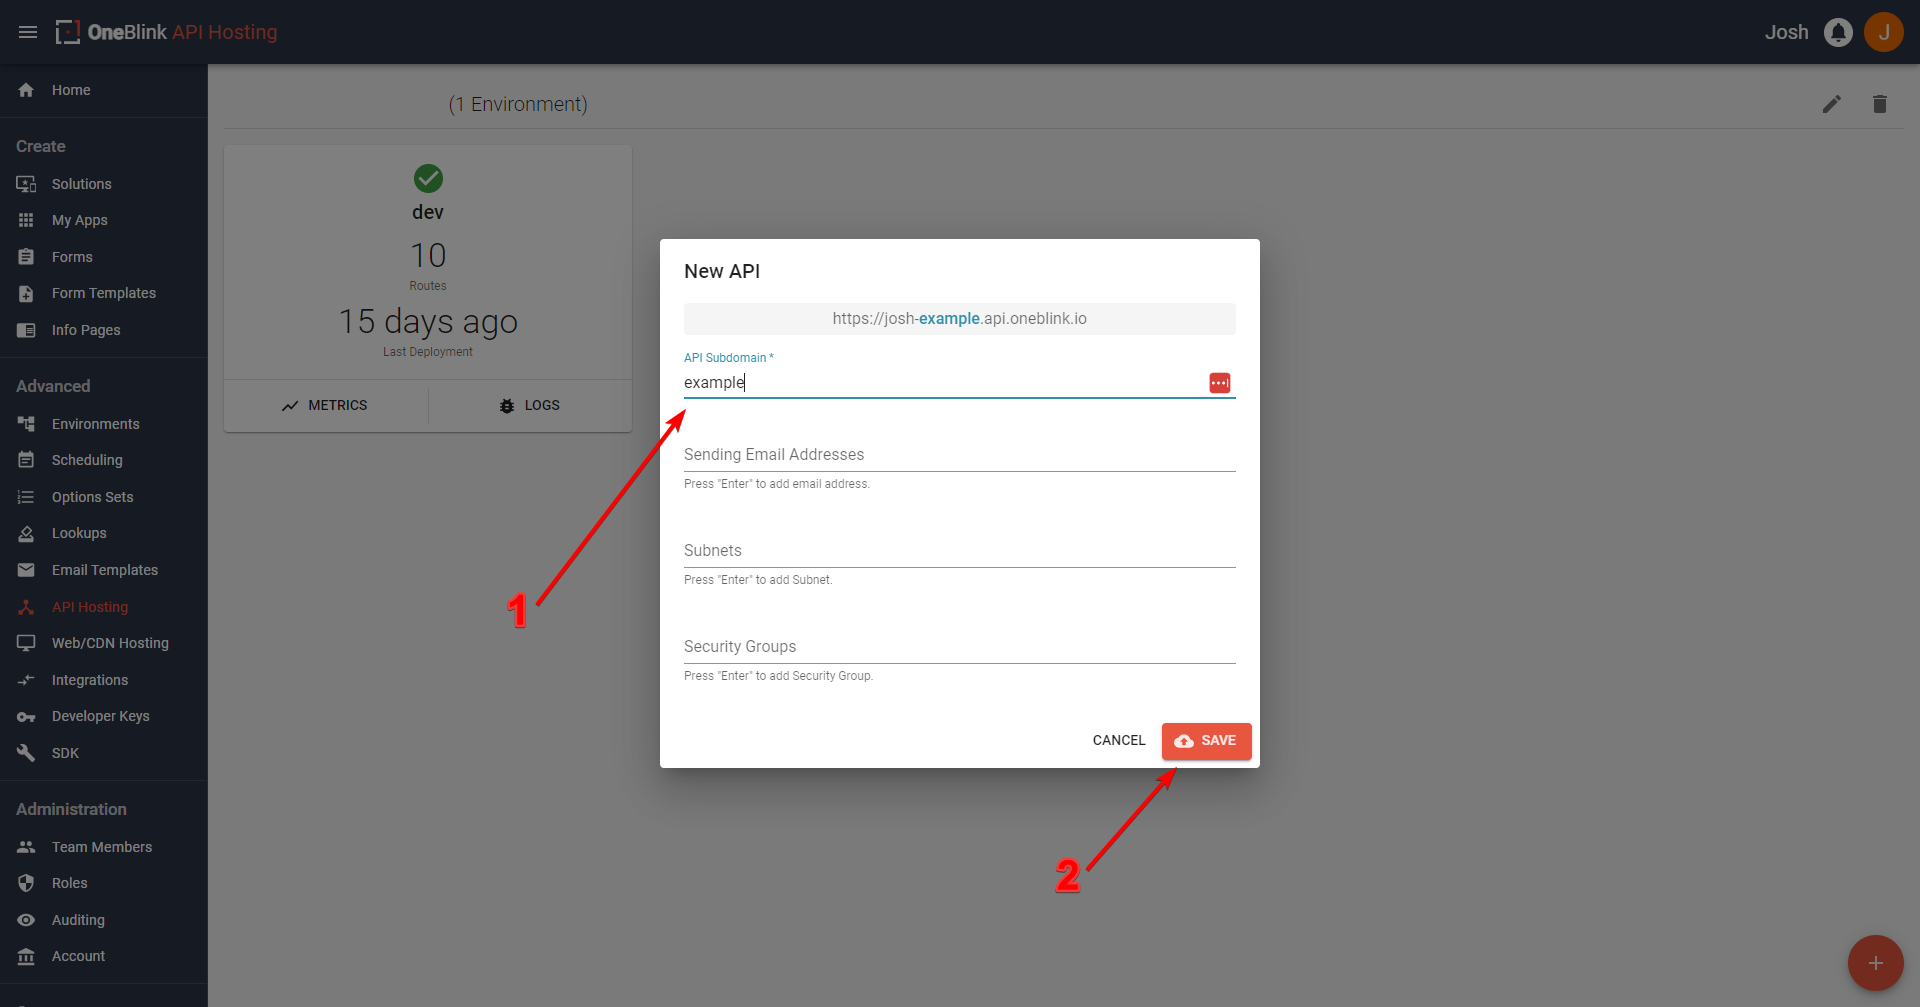 OneBlink API Hosting
Josh
J
Home
Create
Solutions
My Apps
Forms
Form Templates
Info Pages
Advanced
Environments
Scheduling
Options Sets
Lookups
Email Templates
API Hosting
Web/CDN Hosting
Integrations
Developer Keys
SDK
Administration
Team Members
Roles
Auditing
Account
(1 Environment)
dev
10
Routes
15 days ago
Last Deployment
METRICS
LOGS
New API
https://josh-example.api.oneblink.io
API Subdomain *
example
Sending Email Addresses
Press "Enter" to add email address.
Subnets
Press "Enter" to add Subnet.
Security Groups
Press "Enter" to add Security Group.
CANCEL
SAVE
1
2